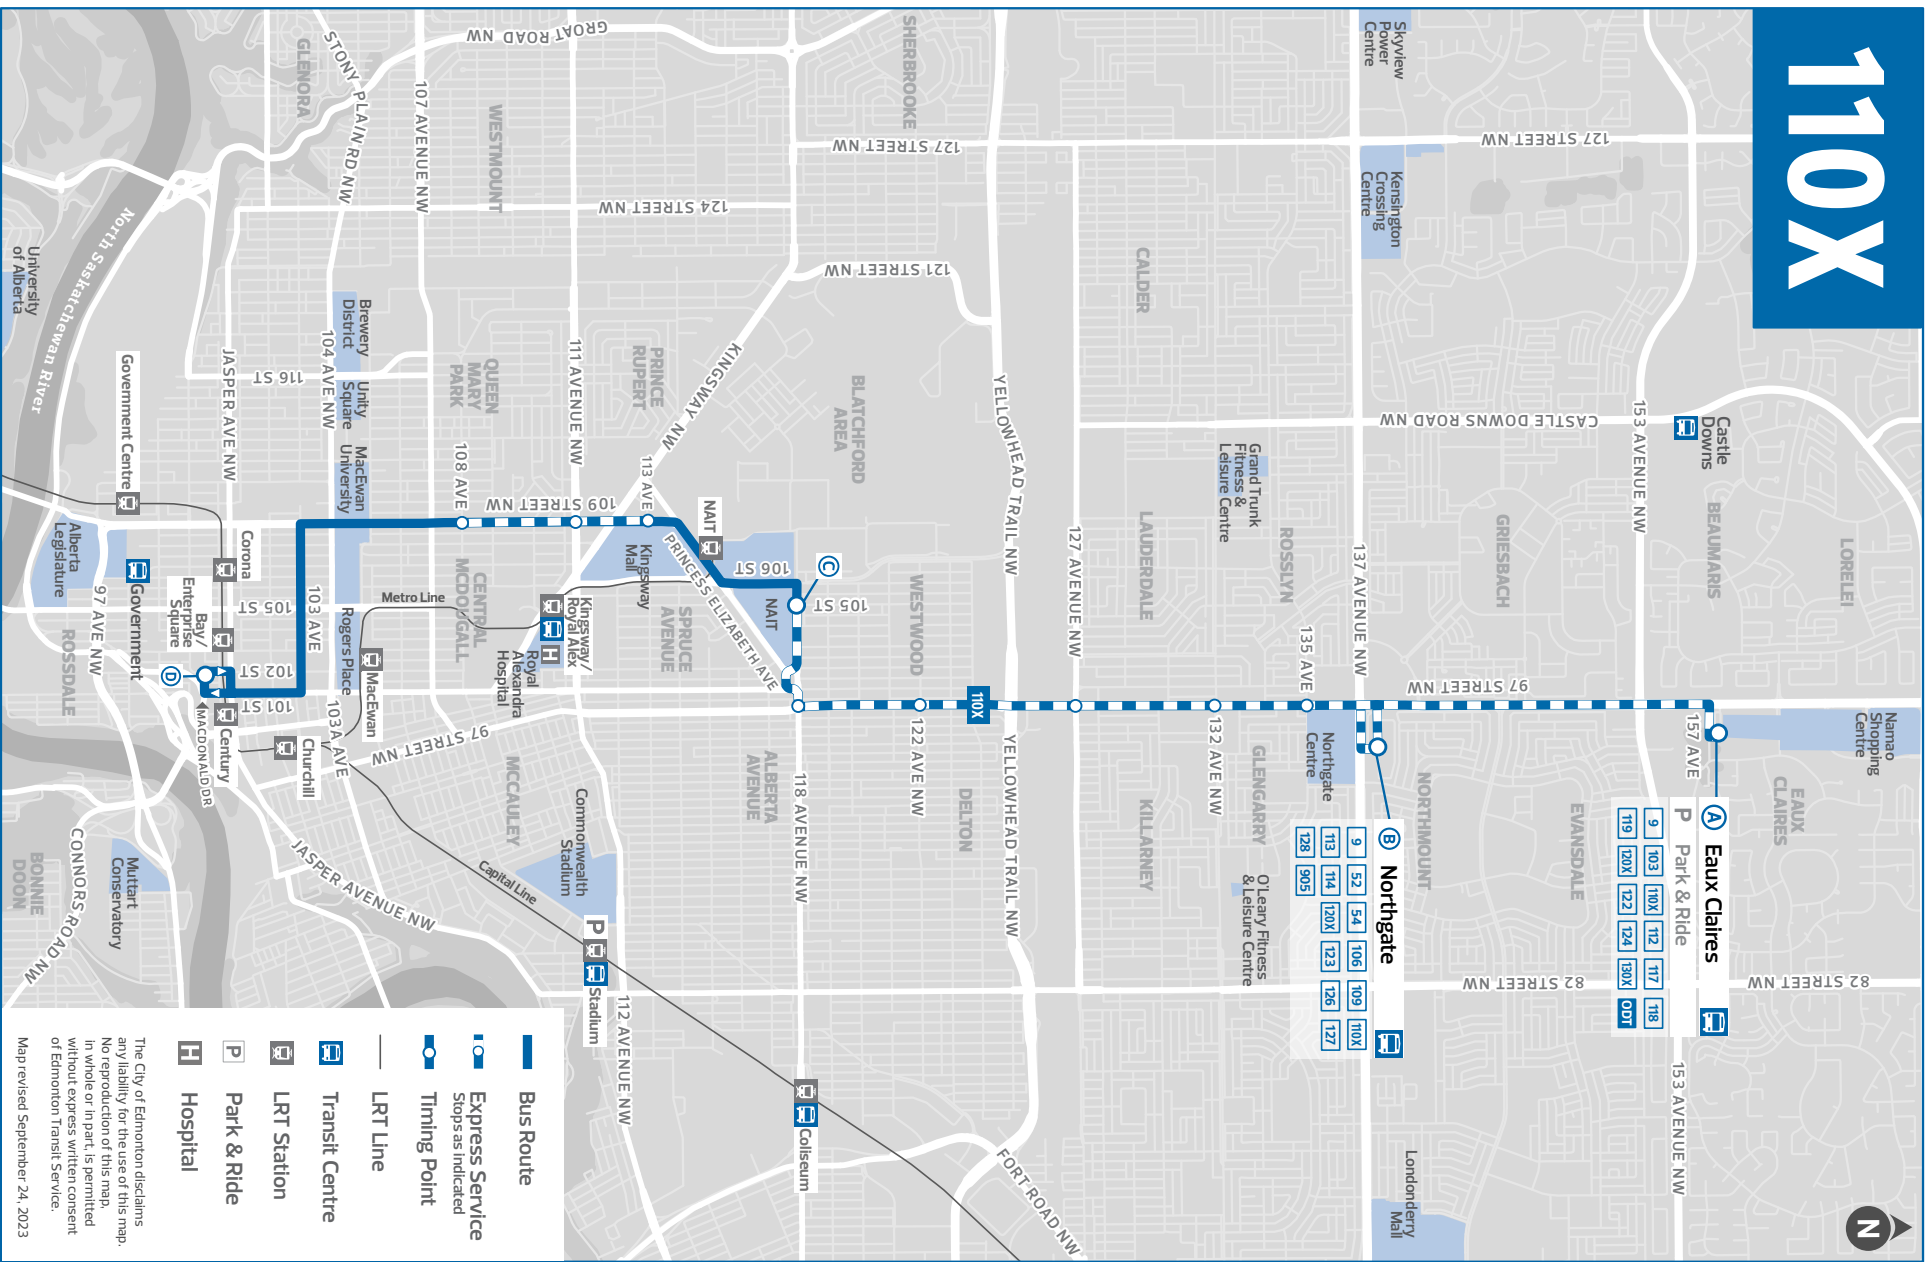 110X
Skyview
Power
Centre
Kensington
Crossing
Centre
SHERBROOKE
GLENORA
WESTMOUNT
CALDER
GROAT ROAD NW
STONY PLAIN RD NW
107 AVENUE NW
127 STREET NW
127 STREET NW
124 STREET NW
121 STREET NW
North Saskatchewan River
University
of Alberta
Brewery
District
Unity
Square
MacEwan
University
104 AVE NW
116 ST
JASPER AVE NW
Government Centre
QUEEN
MARY
PARK
111 AVENUE NW
PRINCE
RUPERT
KINGSWAY NW
BLATCHFORD
AREA
YELLOWHEAD TRAIL NW
CASTLE DOWNS ROAD NW
153 AVENUE NW
Castle
Downs
BEAUMARIS
LORELEI
GRIESBACH
ROSSLYN
LAUDERDALE
Grand Trunk
Fitness &
Leisure Centre
137 AVENUE NW
127 AVENUE NW
135 AVE
132 AVE NW
122 AVE NW
108 AVE
109 STREET NW
113 AVE
NAIT
Kingsway
Mall
PRINCESS ELIZABETH AVE
106 ST
NAIT
C
105 ST
WESTWOOD
Alberta
Legislature
97 AVE NW
Government
Corona
Bay /
Enterprise
Square
105 ST
103 AVE
Rogers Place
Metro Line
CENTRAL
MCDOUGALL
Kingsway/
Royal Alex
H
Royal
Alexandra
Hospital
SPRUCE
AVENUE
ROSSDALE
D
102 ST
101 ST
MACDONALD DR
Century
MacEwan
103A AVE
Churchill
97 STREET NW
110X
97 STREET NW
157 AVE
Namao
Shopping
Centre
EAUX
CLAIRES
Northgate
Centre
GLENGARRY
NORTHMOUNT
EVANSDALE
KILLARNEY
DELTON
ALBERTA
AVENUE
118 AVENUE NW
YELLOWHEAD TRAIL NW
MCCAULEY
Commonwealth
Stadium
Capital Line
JASPER AVENUE NW
Muttart
Conservatory
CONNORS ROAD NW
BONNIE
DOON
P
Stadium
112 AVENUE NW
Coliseum
O'Leary Fitness
& Leisure Centre
82 STREET NW
82 STREET NW
153 AVENUE NW
FORT ROAD NW
Londonderry
Mall
A Eaux Claires
P Park & Ride
9 103 110X 112 117 118
119 120X 122 124 130X ODT
B Northgate
9 52 54 106 109 110X
113 114 120X 123 126 127
128 905
N
Bus Route
Express Service
Stops as indicated
Timing Point
LRT Line
Transit Centre
LRT Station
P Park & Ride
H Hospital
The City of Edmonton disclaims
any liability for the use of this map.
No reproduction of this map,
in whole or in part, is permitted
without express written consent
of Edmonton Transit Service.
Map revised September 24, 2023